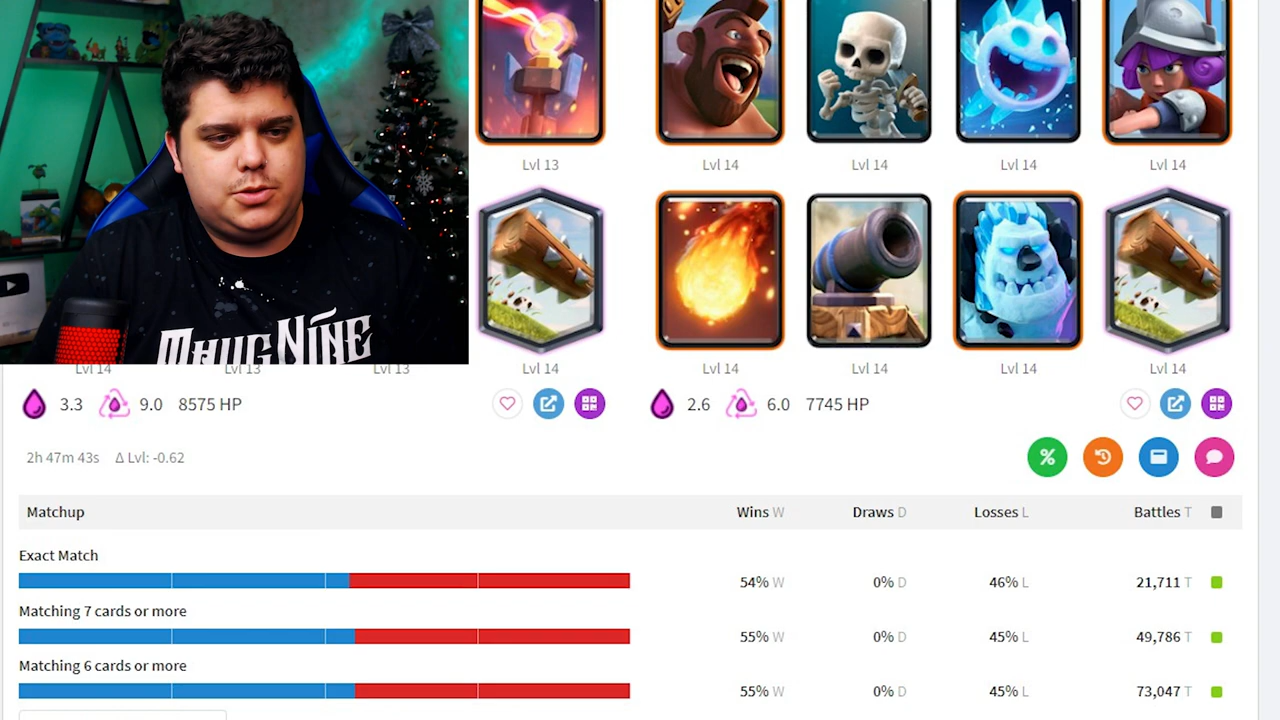 Lvl 13
Lvl 14
Lvl 14
Lvl 14
Lvl 14
THUGNINE
Lvl 14
Lvl 13
Lvl 13
Lvl 14
Lvl 14
Lvl 14
Lvl 14
Lvl 14
3.3 9.0 8575 HP
2.6 6.0 7745 HP
2h 47m 43s Δ Lvl: -0.62
%
Matchup Wins W Draws D Losses L Battles T
Exact Match
54% W 0% D 46% L 21,711 T
Matching 7 cards or more
55% W 0% D 45% L 49,786 T
Matching 6 cards or more
55% W 0% D 45% L 73,047 T